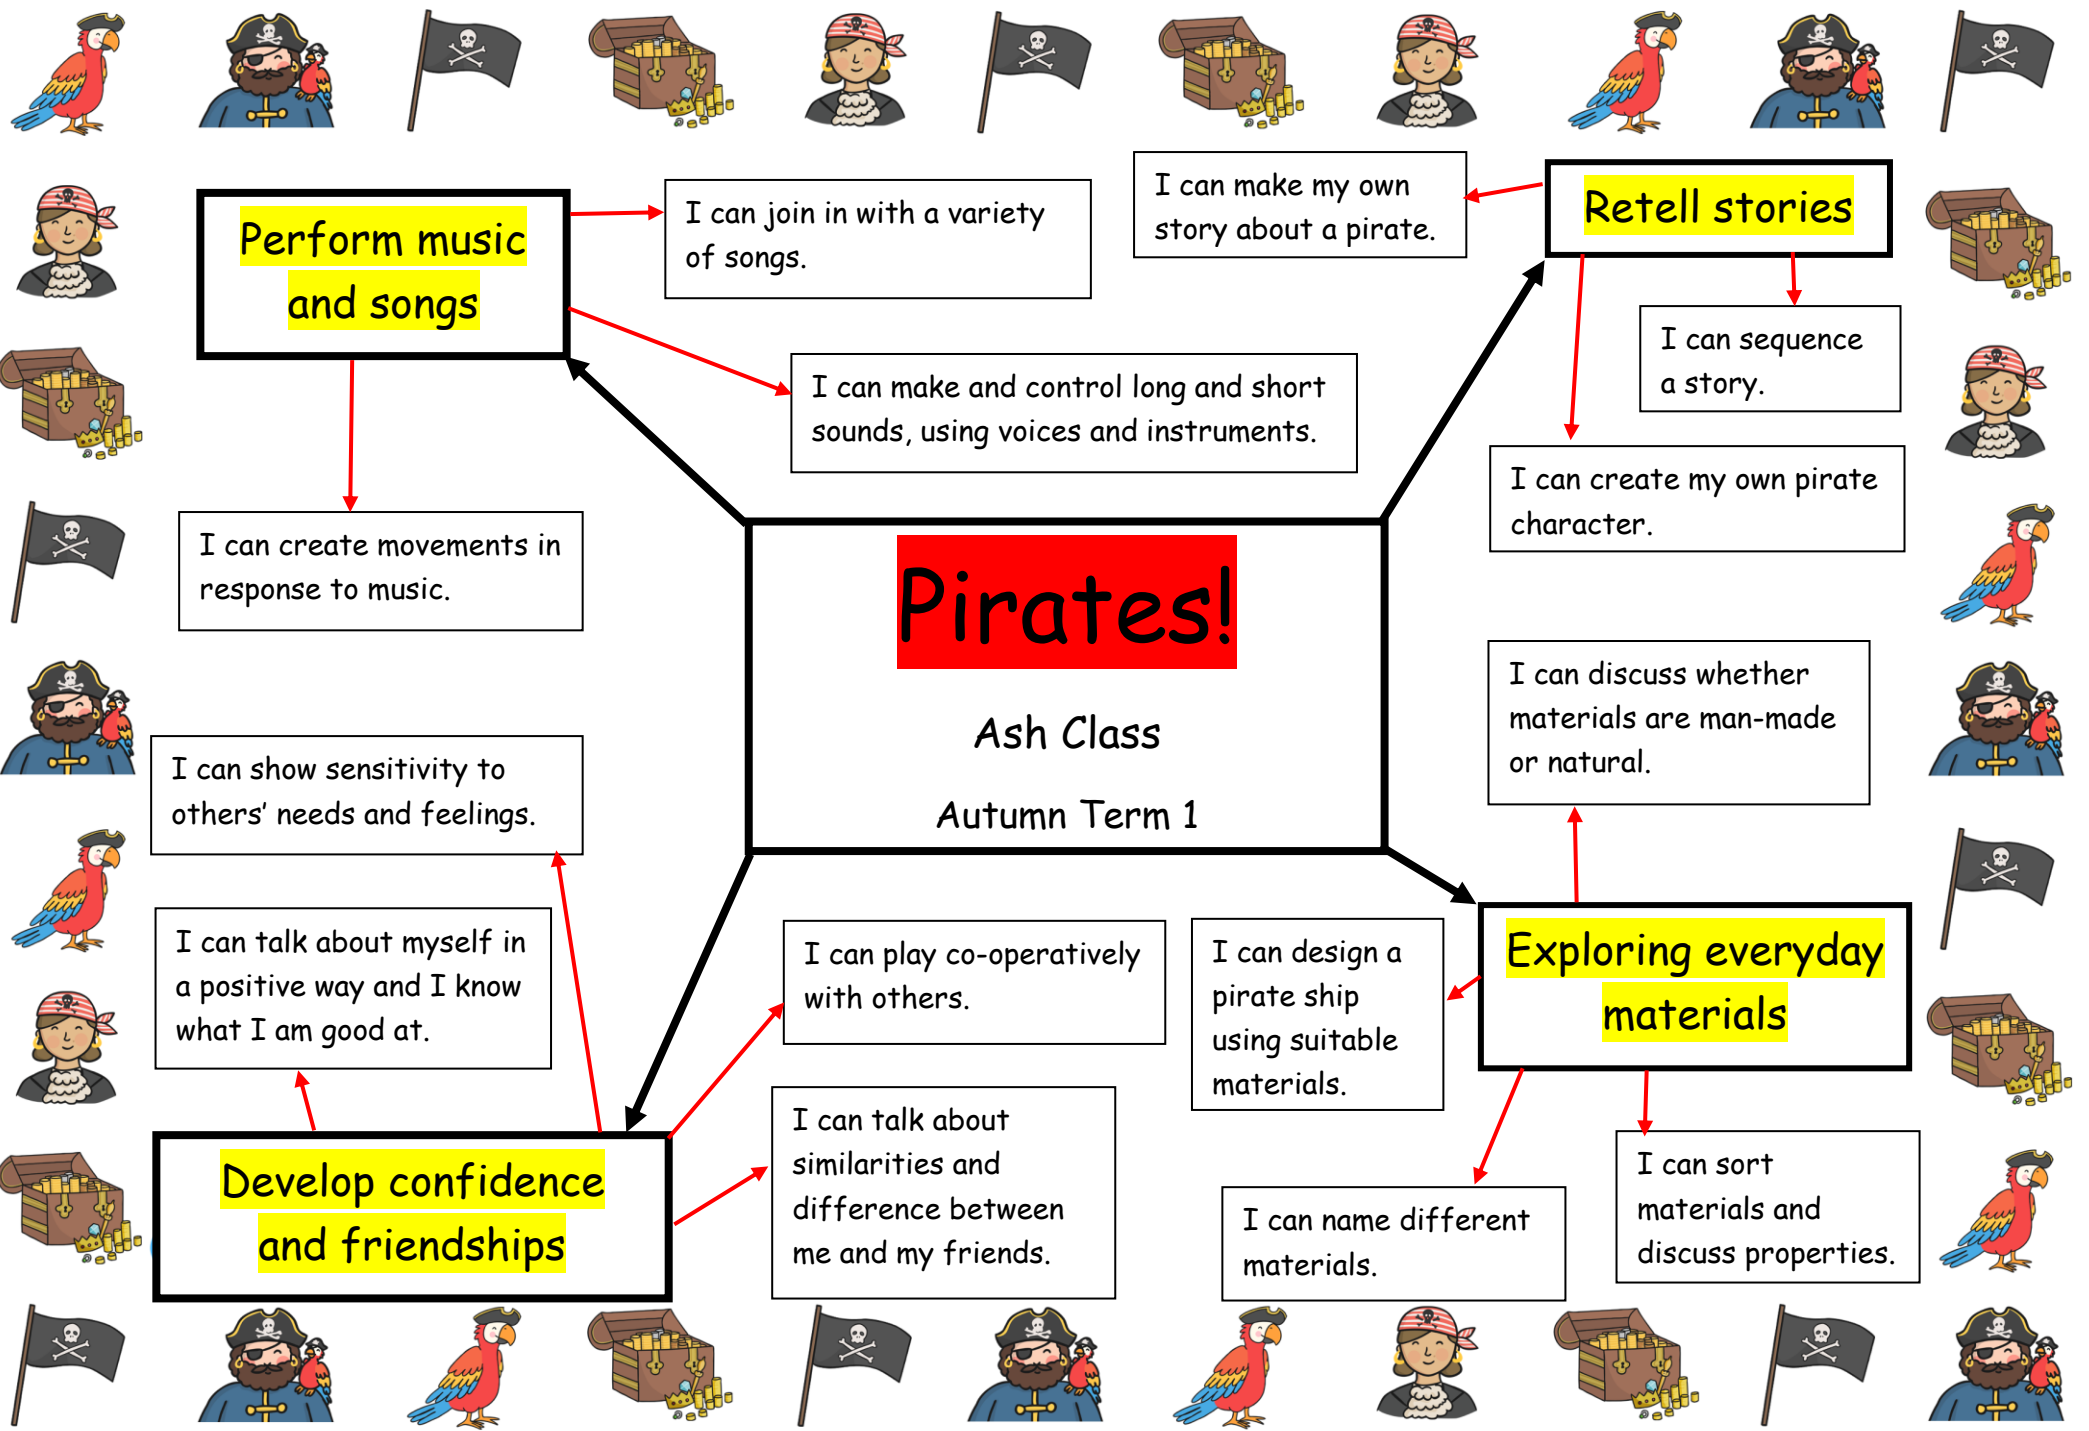 Perform music
and songs
I can join in with a variety
of songs.
I can make and control long and short
sounds, using voices and instruments.
I can create movements in
response to music.
I can make my own
story about a pirate.
Retell stories
I can sequence
a story.
I can create my own pirate
character.
Pirates!
Ash Class
Autumn Term 1
I can show sensitivity to
others’ needs and feelings.
I can talk about myself in
a positive way and I know
what I am good at.
I can play co-operatively
with others.
I can talk about
similarities and
difference between
me and my friends.
Develop confidence
and friendships
I can discuss whether
materials are man-made
or natural.
I can design a
pirate ship
using suitable
materials.
Exploring everyday
materials
I can name different
materials.
I can sort
materials and
discuss properties.